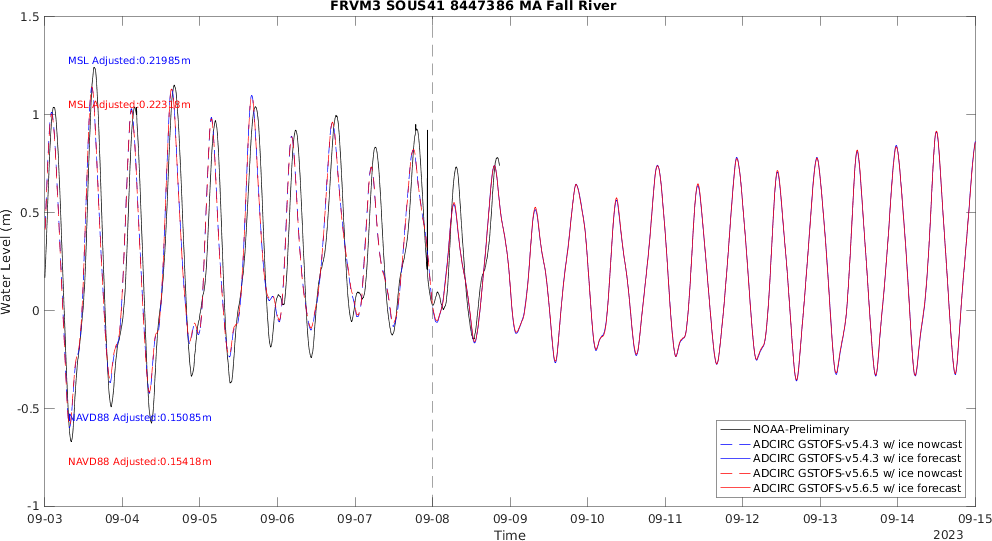 FRVM3 SOUS41 8447386 MA Fall River
Water Level (m)
1.5
1
0.5
0
-0.5
-1
MSL Adjusted:0.21985m
MSL Adjusted:0.22318m
NAVD88 Adjusted:0.15085m
NAVD88 Adjusted:0.15418m
NOAA-Preliminary
ADCIRC GSTOFS-v5.4.3 w/ ice nowcast
ADCIRC GSTOFS-v5.4.3 w/ ice forecast
ADCIRC GSTOFS-v5.6.5 w/ ice nowcast
ADCIRC GSTOFS-v5.6.5 w/ ice forecast
09-03 09-04 09-05 09-06 09-07 09-08 09-09 09-10 09-11 09-12 09-13 09-14 09-15
Time
2023